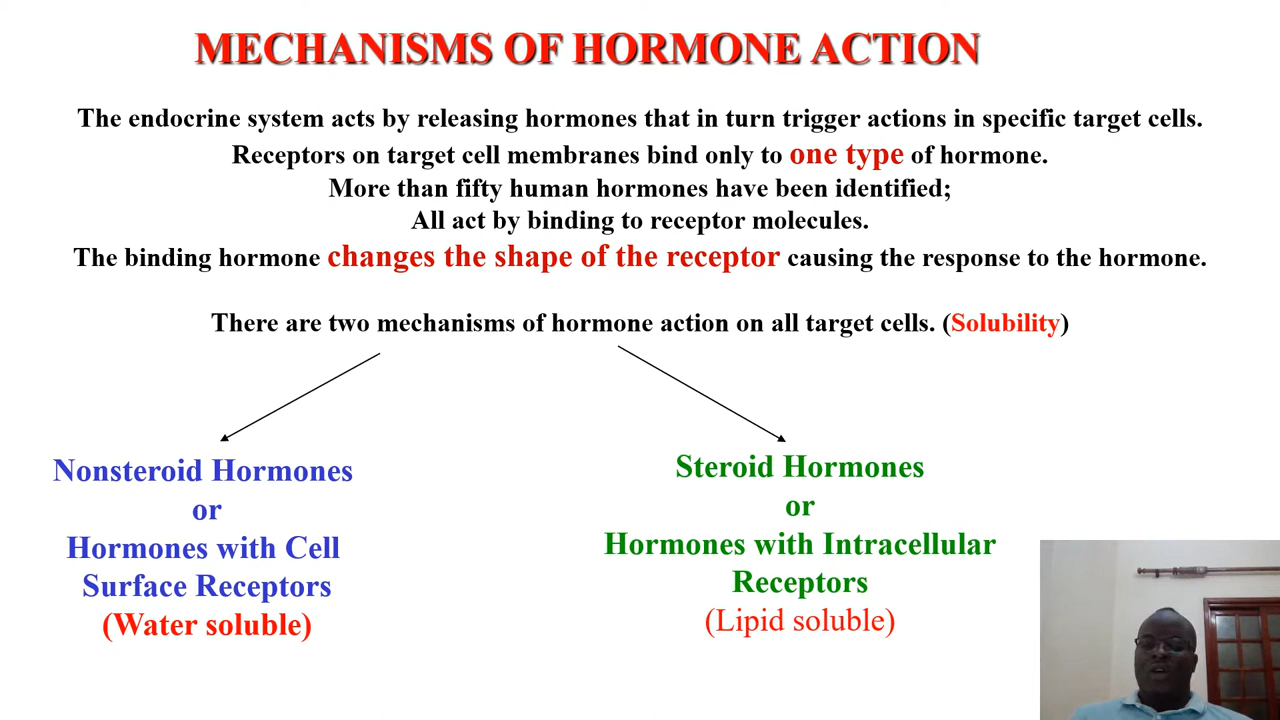 MECHANISMS OF HORMONE ACTION
The endocrine system acts by releasing hormones that in turn trigger actions in specific target cells.
Receptors on target cell membranes bind only to one type of hormone.
More than fifty human hormones have been identified;
All act by binding to receptor molecules.
The binding hormone changes the shape of the receptor causing the response to the hormone.
There are two mechanisms of hormone action on all target cells. (Solubility)
Nonsteroid Hormones
or
Hormones with Cell
Surface Receptors
(Water soluble)
Steroid Hormones
or
Hormones with Intracellular
Receptors
(Lipid soluble)